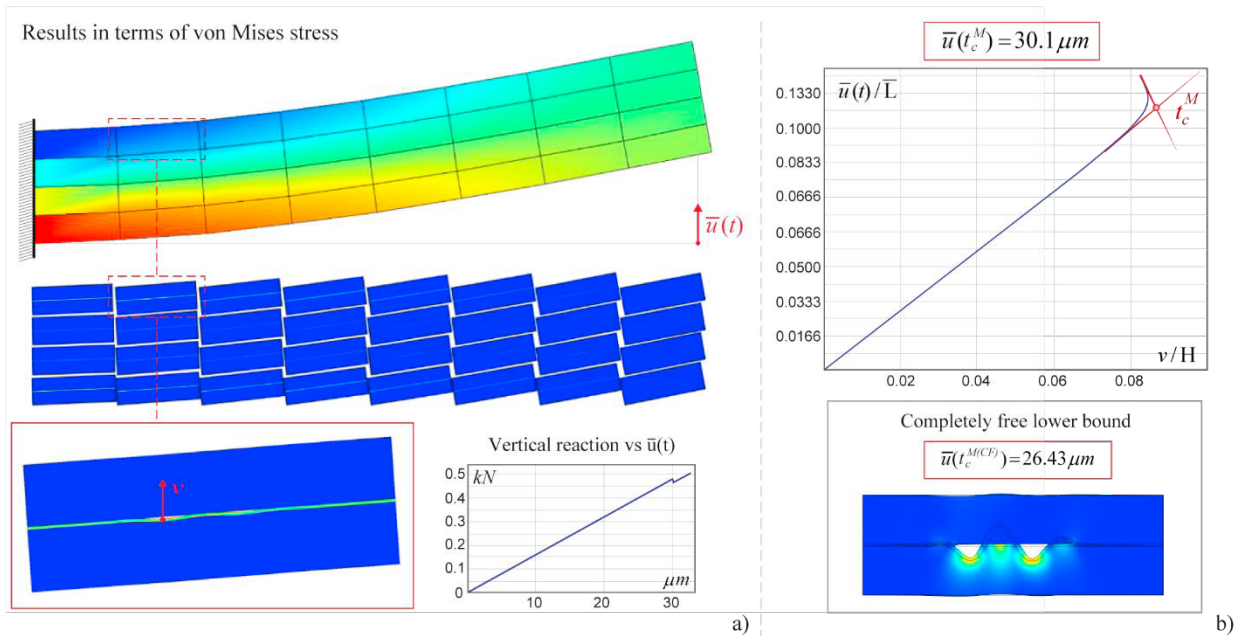 Results in terms of von Mises stress
u̅(t)
v
Vertical reaction vs u̅(t)
kN
0.5
0.4
0.3
0.2
0.1
0
10
20
30
μm
a)
u̅(t_c^M)=30.1 μm
u̅(t)/L̅
0.1330
0.1000
0.0833
0.0666
0.0666
0.0500
0.0333
0.0166
t_c^M
v/H
0.02
0.04
0.06
0.08
Completely free lower bound
u̅(t_c^{M(CF)})=26.43 μm
b)